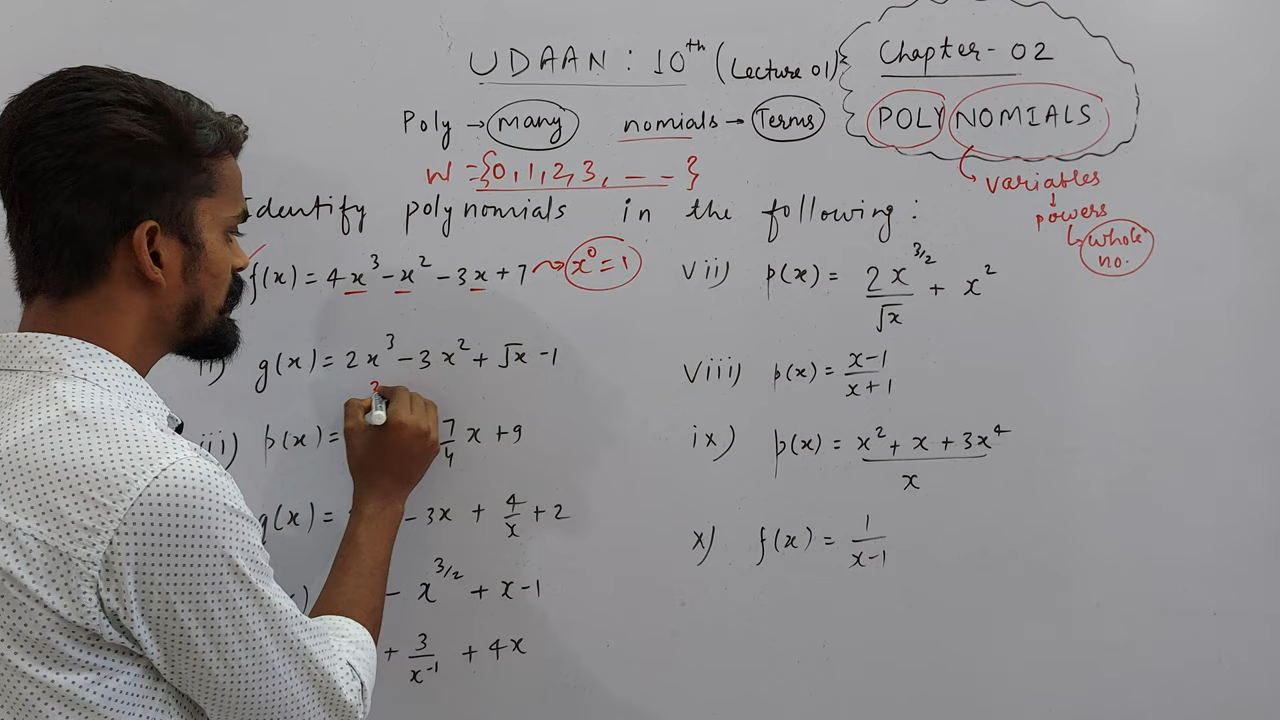 UDAAN : 10th (Lecture 01)
Chapter - 02
POLYNOMIALS
Poly → many nomials → Terms
W = {0, 1, 2, 3, _ _ }
variables
↓
powers
↳ whole no.
identify polynomials in the following :
f(x) = 4x³ - x² - 3x + 7 → x⁰ = 1
ii) g(x) = 2x³ - 3x² + √x - 1
p(x) = 7/4 x + 9
g(x) = - 3x + 4/x + 2
- x^3/2 + x - 1
+ 3/x⁻¹ + 4x
vii) p(x) = 2x^3/2 / √x + x²
viii) p(x) = x-1 / x+1
ix) p(x) = x² + x + 3x⁴ / x
x) f(x) = 1 / x-1